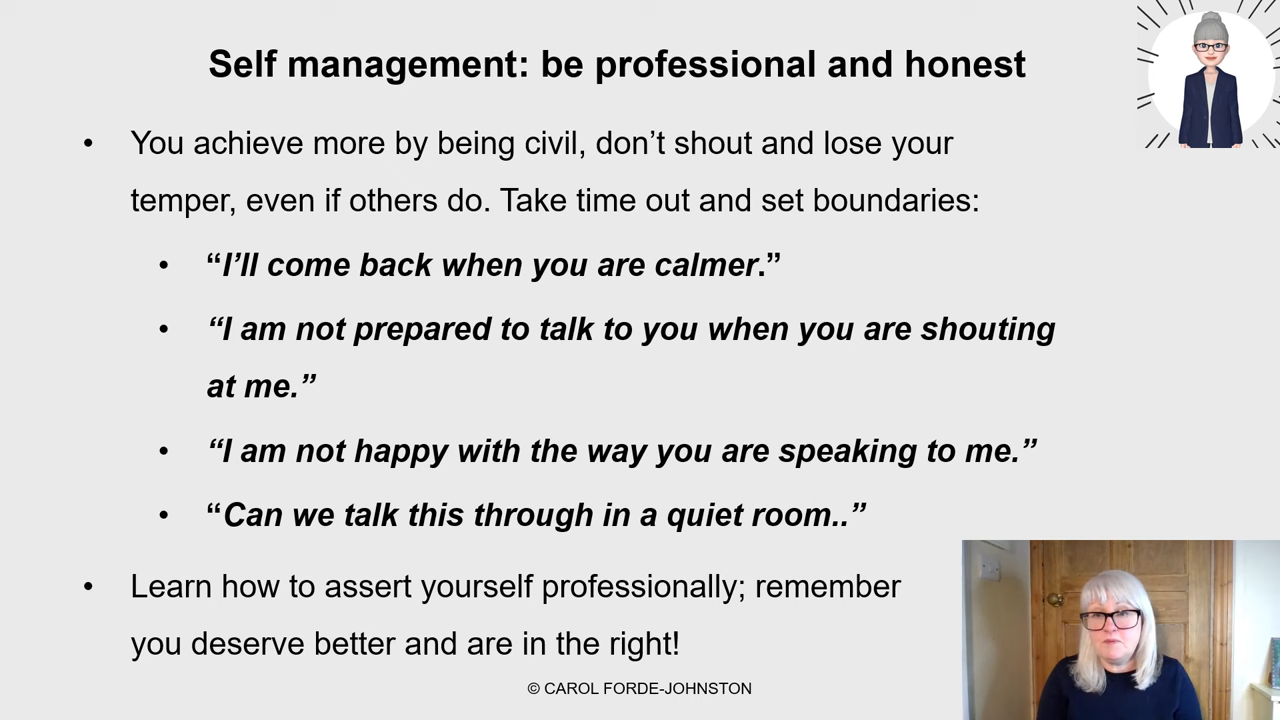 Self management: be professional and honest
• You achieve more by being civil, don’t shout and lose your
temper, even if others do. Take time out and set boundaries:
• “I’ll come back when you are calmer.”
• “I am not prepared to talk to you when you are shouting
at me.”
• “I am not happy with the way you are speaking to me.”
• “Can we talk this through in a quiet room..”
• Learn how to assert yourself professionally; remember
you deserve better and are in the right!
© CAROL FORDE-JOHNSTON